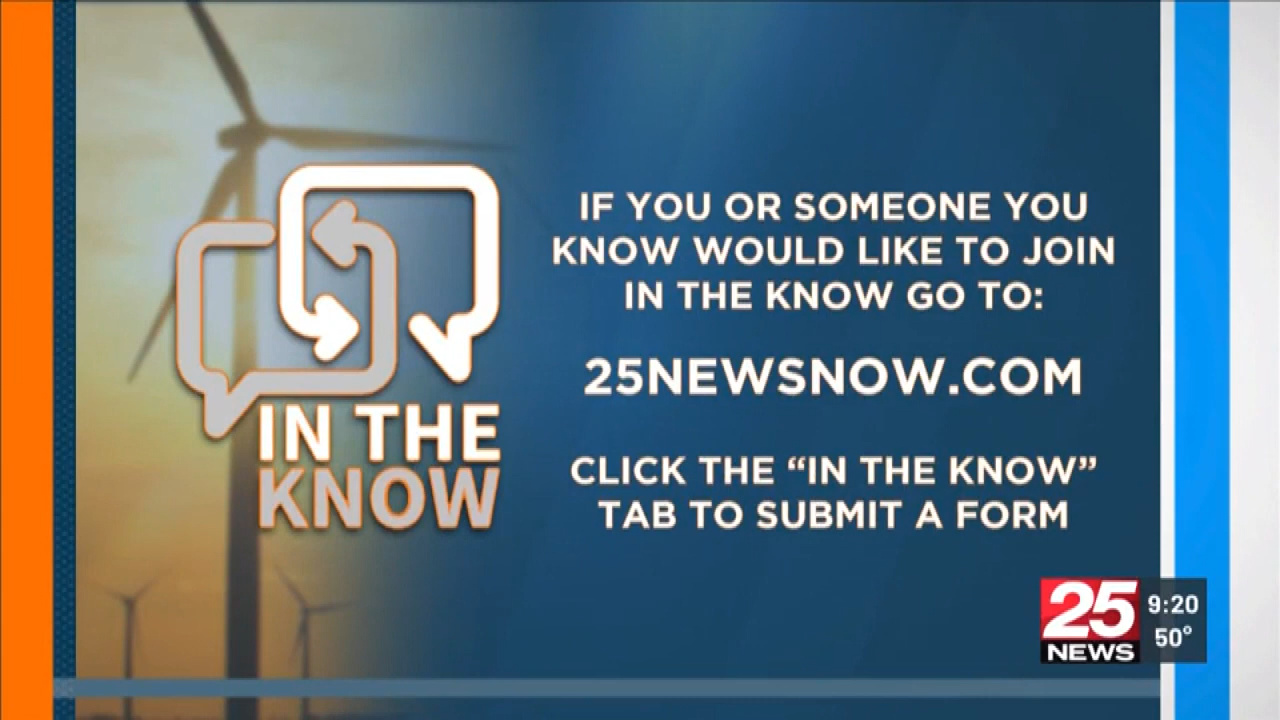 IN THE
KNOW
IF YOU OR SOMEONE YOU
KNOW WOULD LIKE TO JOIN
IN THE KNOW GO TO:
25NEWSNOW.COM
CLICK THE “IN THE KNOW”
TAB TO SUBMIT A FORM
25
NEWS
9:20
50°